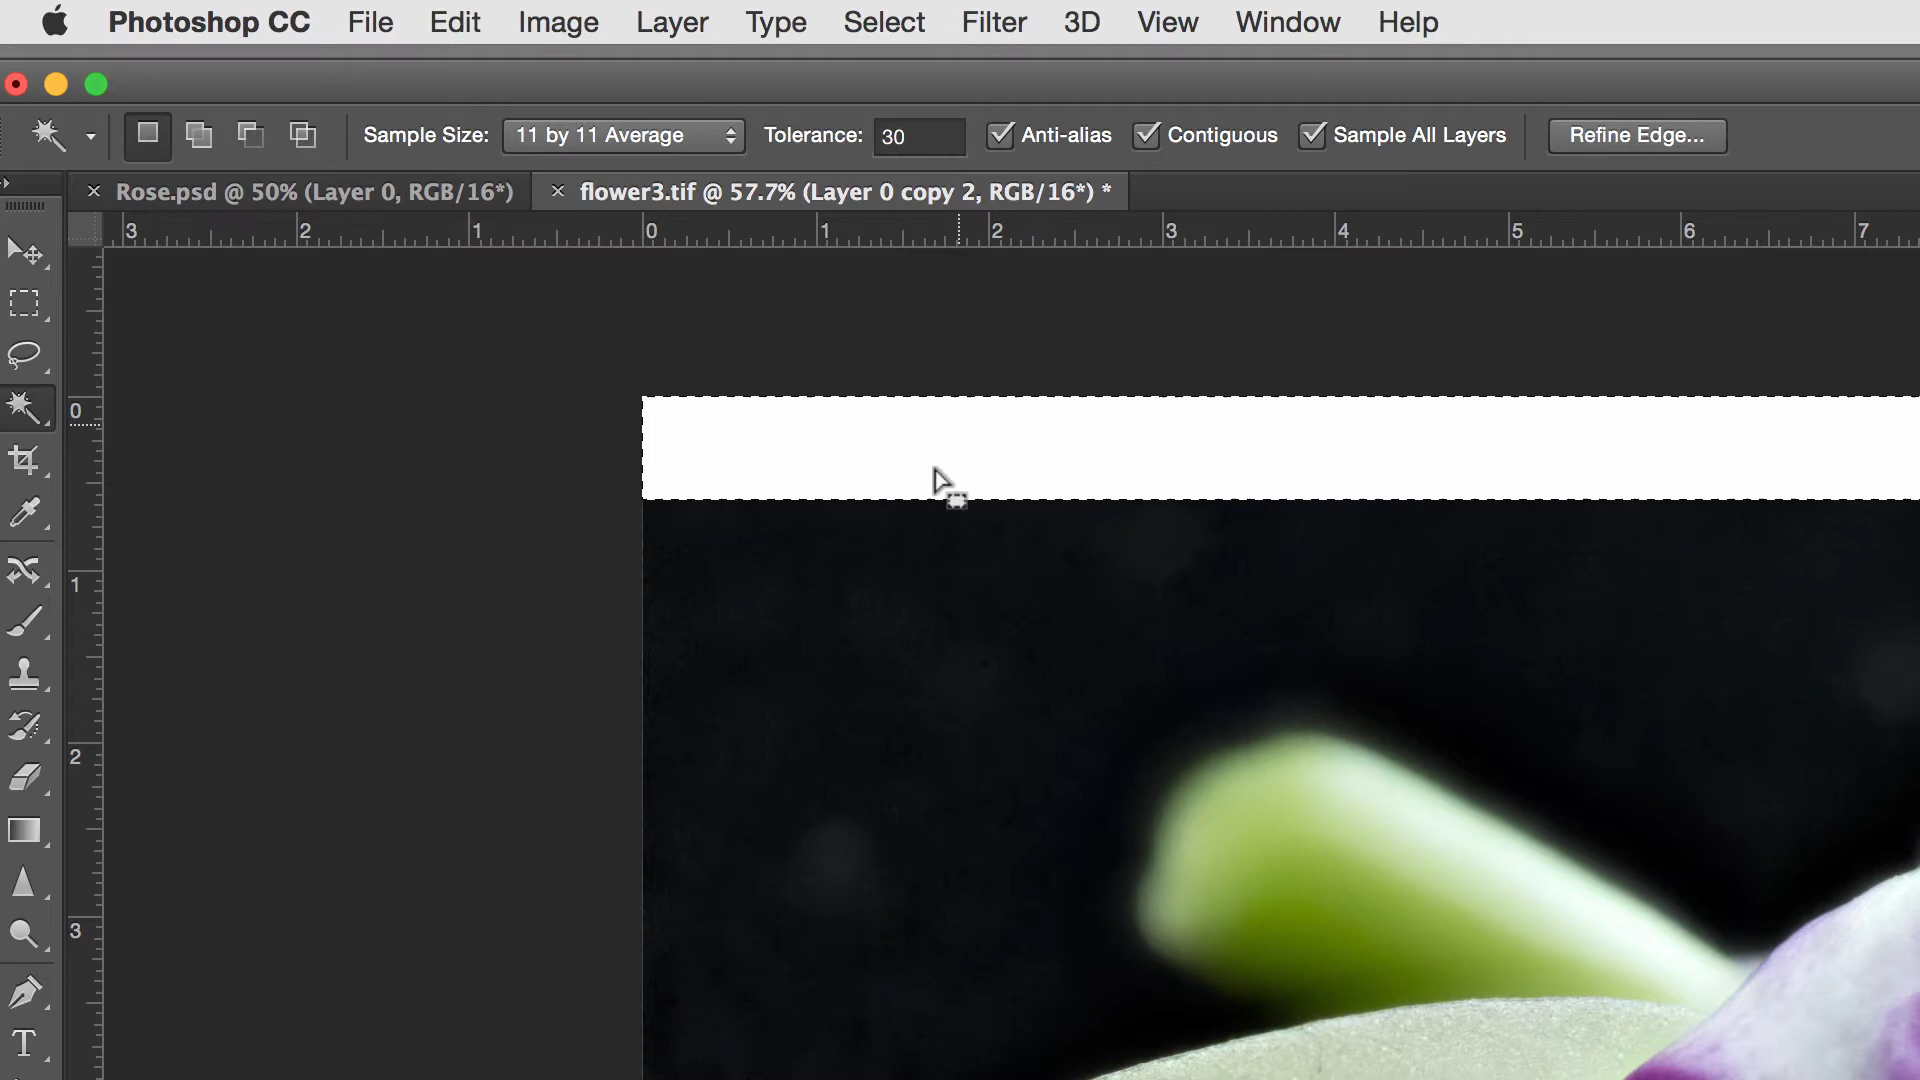 Photoshop CC File Edit Image Layer Type Select Filter 3D View Window Help
Sample Size: 11 by 11 Average Tolerance: 30 Anti-alias Contiguous Sample All Layers Refine Edge...
× Rose.psd @ 50% (Layer 0, RGB/16*) × flower3.tif @ 57.7% (Layer 0 copy 2, RGB/16*) *
3 2 1 0 1 2 3 4 5 6 7
0
1
2
3
T